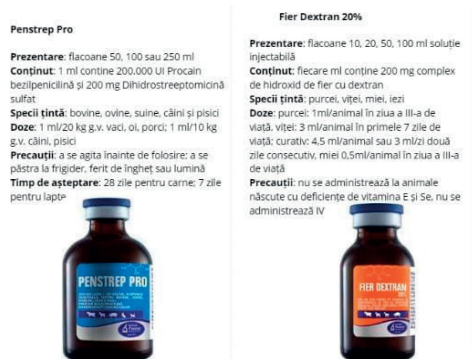 Penstrep Pro
Prezentare: flacoane 50, 100 sau 250 ml
Conținut: 1 ml contine 200.000 UI Procain
bezilpenicilină și 200 mg Dihidrostreeptomicină
sulfat
Specii țintă: bovine, ovine, suine, câini și pisici
Doze: 1 ml/20 kg g.v. vaci, oi, porci; 1 ml/10 kg
g.v. câini, pisici
Precauții: a se agita înainte de folosire; a se
păstra la frigider, ferit de îngheț sau lumină
Timp de așteptare: 28 zile pentru carne; 7 zile
pentru lapte
PENSTREP PRO
Fier Dextran 20%
Prezentare: flacoane 10, 20, 50, 100 ml soluție
injectabilă
Conținut: fiecare ml conține 200 mg complex
de hidroxid de fier cu dextran
Specii țintă: purcei, viței, miei, iezi
Doze: purcei: 1ml/animal în ziua a III-a de
viață, viței: 3 ml/animal în primele 7 zile de
viață; curativ: 4,5 ml/animal sau 3 ml/zi două
zile consecutiv, miei 0,5ml/animal în ziua a III-a
de viață
Precauții: nu se administrează la animale
născute cu deficiențe de vitamina E și Se, nu se
administrează IV
FIER DEXTRAN